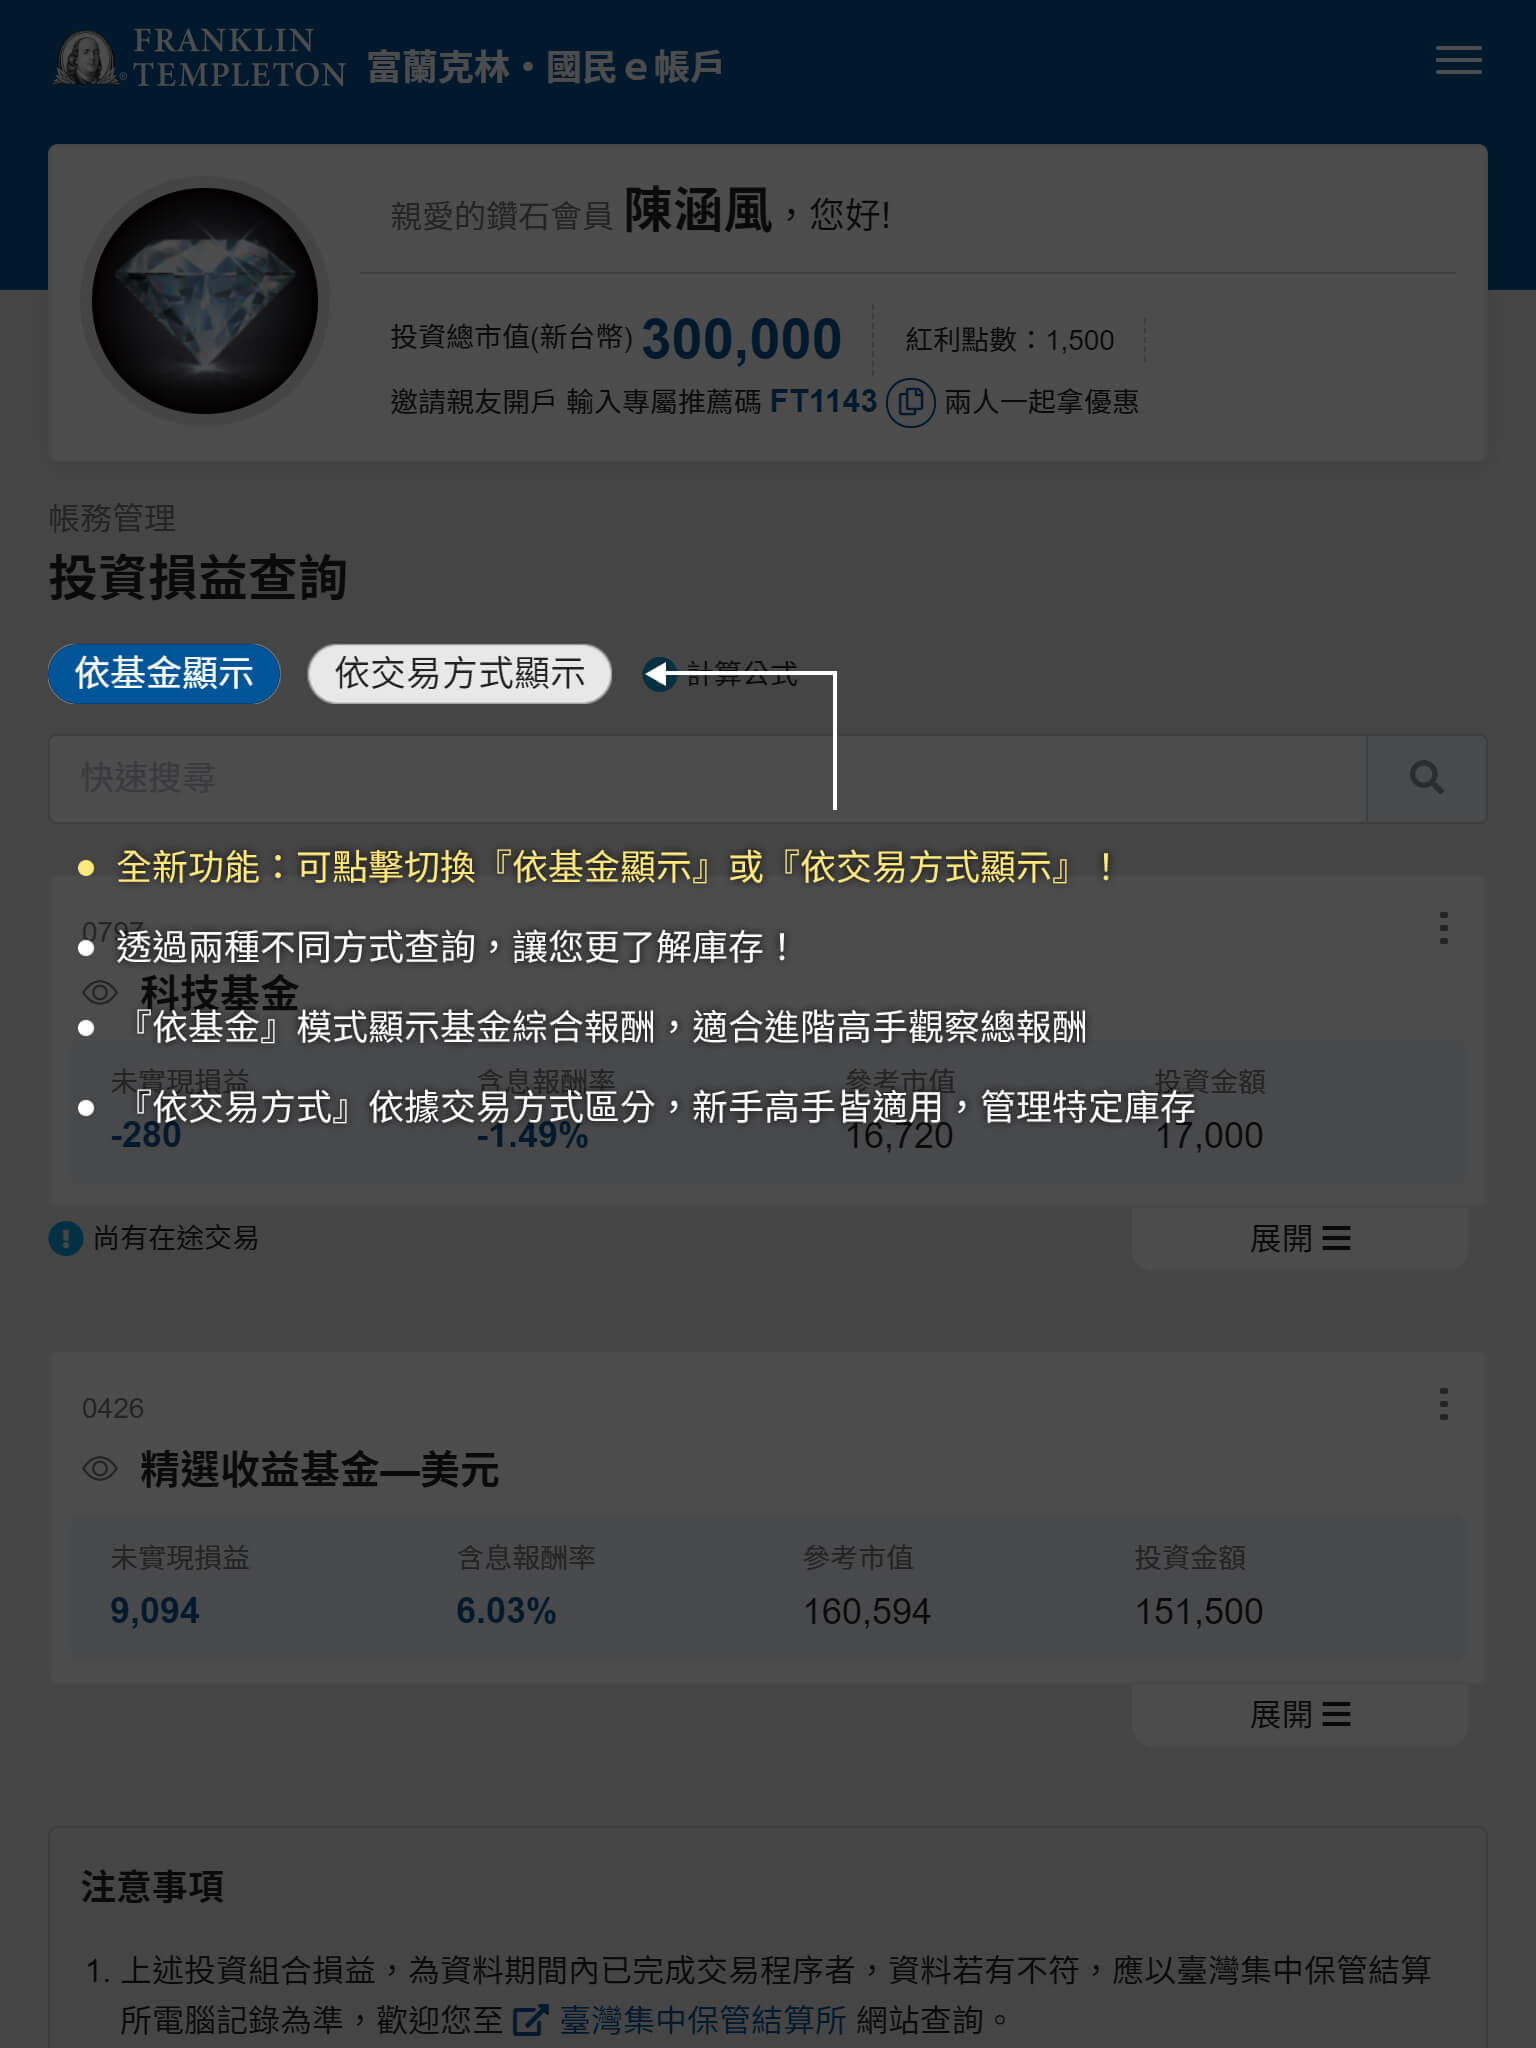 FRANKLIN
TEMPLETON
富蘭克林・國民e帳戶
親愛的鑽石會員 陳涵風，您好!
投資總市值(新台幣) 300,000 紅利點數：1,500
邀請親友開戶 輸入專屬推薦碼 FT1143 兩人一起拿優惠
帳務管理
投資損益查詢
依基金顯示 依交易方式顯示 計算公式
快速搜尋
全新功能：可點擊切換『依基金顯示』或『依交易方式顯示』！
0797
透過兩種不同方式查詢，讓您更了解庫存！
科技基金
『依基金』模式顯示基金綜合報酬，適合進階高手觀察總報酬
未實現損益 含息報酬率 參考市值 投資金額
『依交易方式』依據交易方式區分，新手高手皆適用，管理特定庫存
-280 -1.49% 16,720 17,000
尚有在途交易 展開
0426
精選收益基金—美元
未實現損益 含息報酬率 參考市值 投資金額
9,094 6.03% 160,594 151,500
展開
注意事項
1. 上述投資組合損益，為資料期間內已完成交易程序者，資料若有不符，應以臺灣集中保管結算
所電腦記錄為準，歡迎您至 臺灣集中保管結算所 網站查詢。